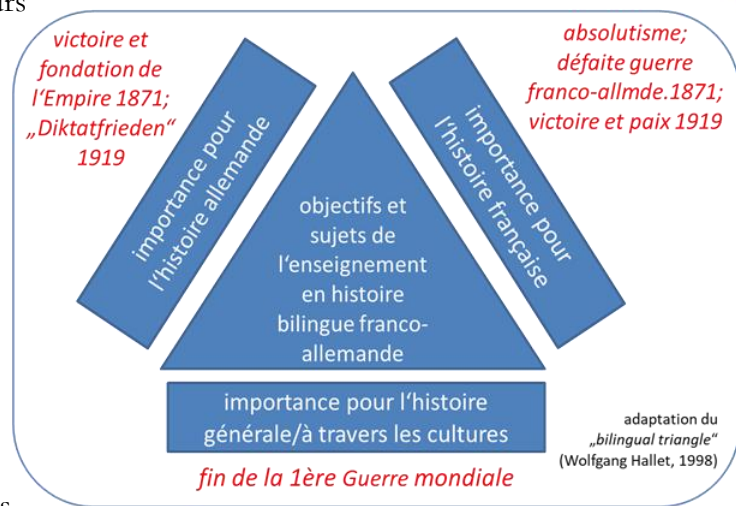 urs
victoire et
fondation de
l‘Empire 1871;
„Diktatfrieden“
1919
absolutisme;
défaite guerre
franco-allmde.1871;
victoire et paix 1919
importance pour
l‘histoire allemande
importance pour
l‘histoire française
objectifs et
sujets de
l‘enseignement
en histoire
bilingue franco-
allemande
importance pour l‘histoire
générale/à travers les cultures
adaptation du
„bilingual triangle“
(Wolfgang Hallet, 1998)
fin de la 1ère Guerre mondiale